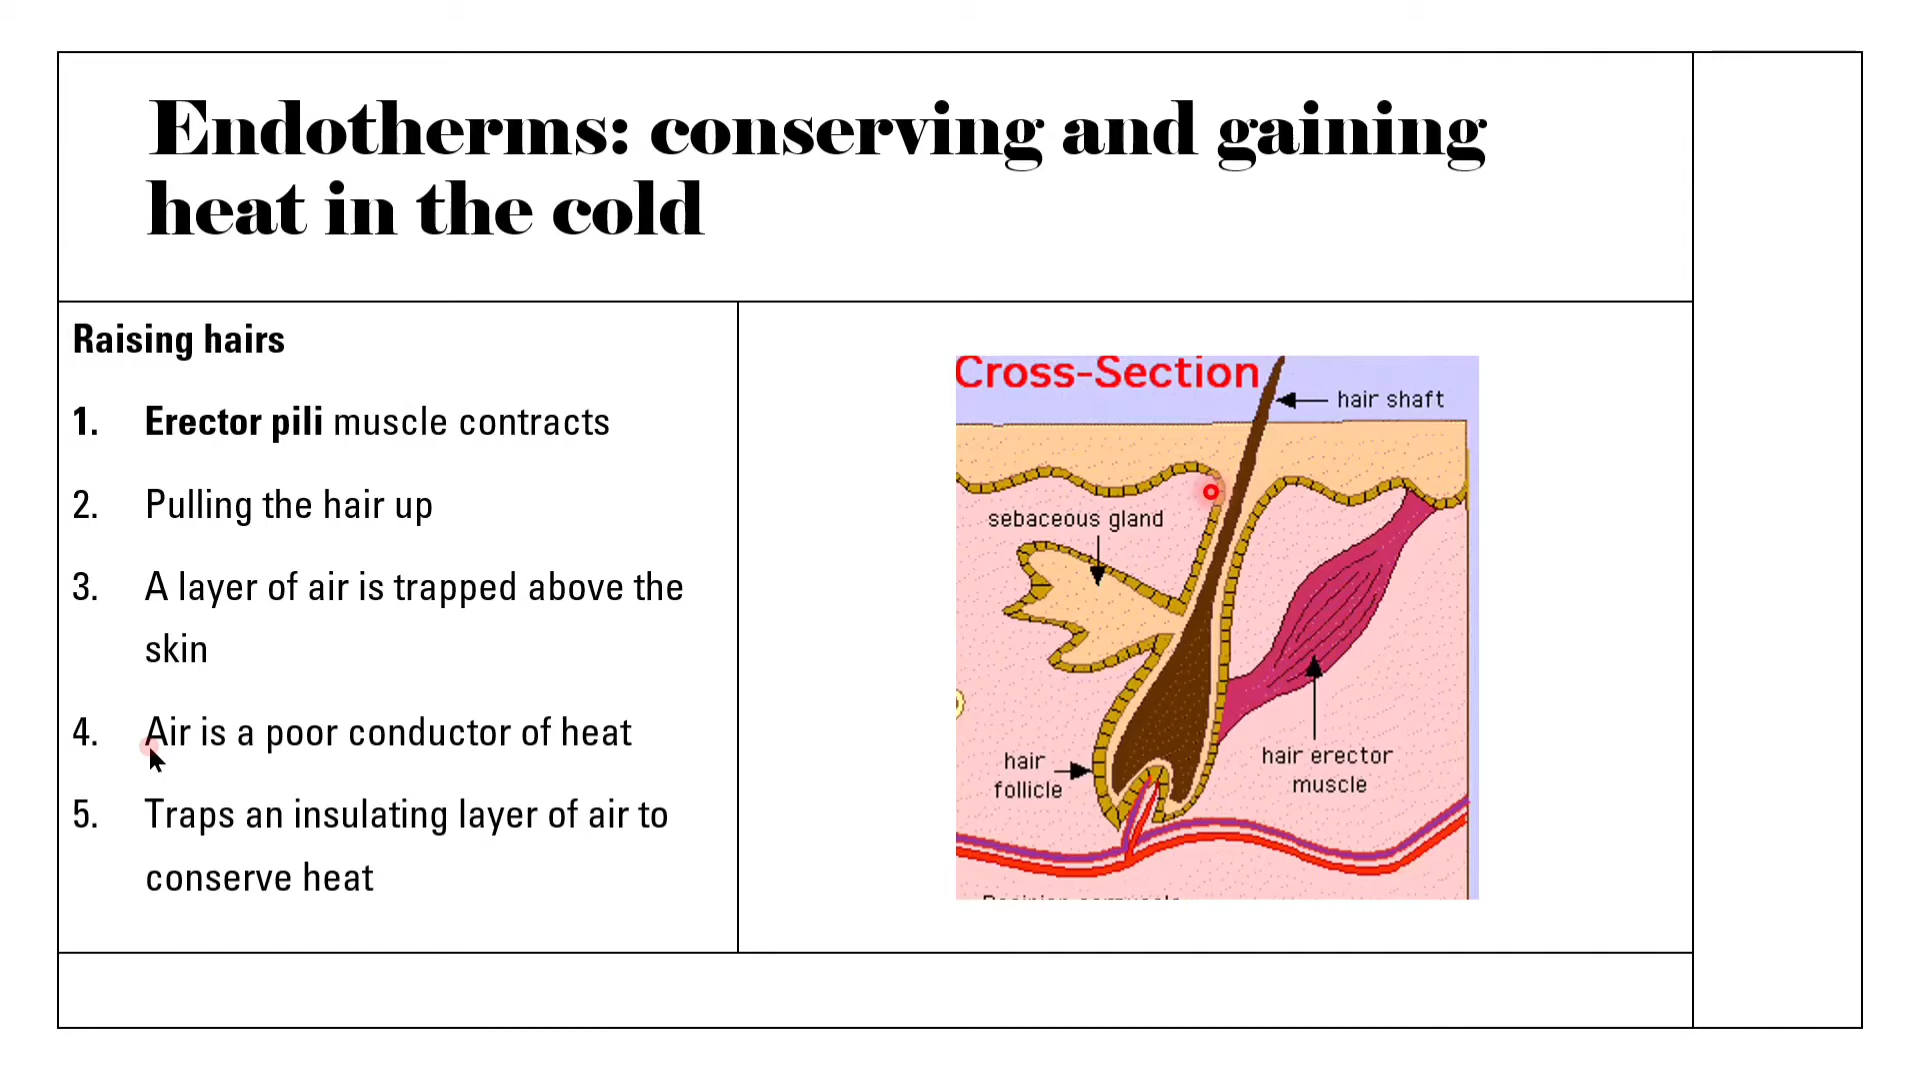 Endotherms: conserving and gaining
heat in the cold
Raising hairs
1. Erector pili muscle contracts
2. Pulling the hair up
3. A layer of air is trapped above the
skin
4. Air is a poor conductor of heat
5. Traps an insulating layer of air to
conserve heat
Cross-Section
hair shaft
sebaceous gland
hair
follicle
hair erector
muscle